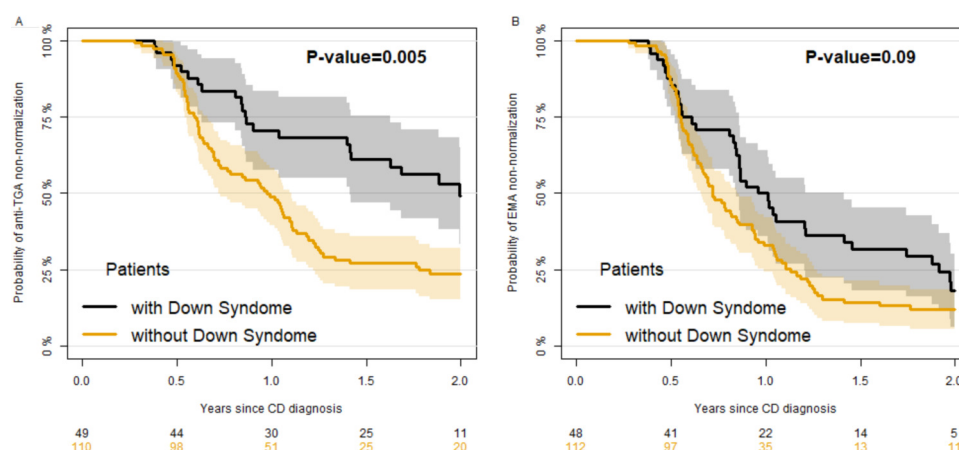 A
P-value=0.005
Probability of anti-TGA non-normalization
100 %
75 %
50 %
25 %
0 %
Patients
with Down Syndome
without Down Syndome
0.0 0.5 1.0 1.5 2.0
Years since CD diagnosis
49 44 30 25 11
110 98 51 25 20
B
P-value=0.09
Probability of EMA non-normalization
100 %
75 %
50 %
25 %
0 %
Patients
with Down Syndome
without Down Syndome
0.0 0.5 1.0 1.5 2.0
Years since CD diagnosis
48 41 22 14 5
112 97 35 13 11